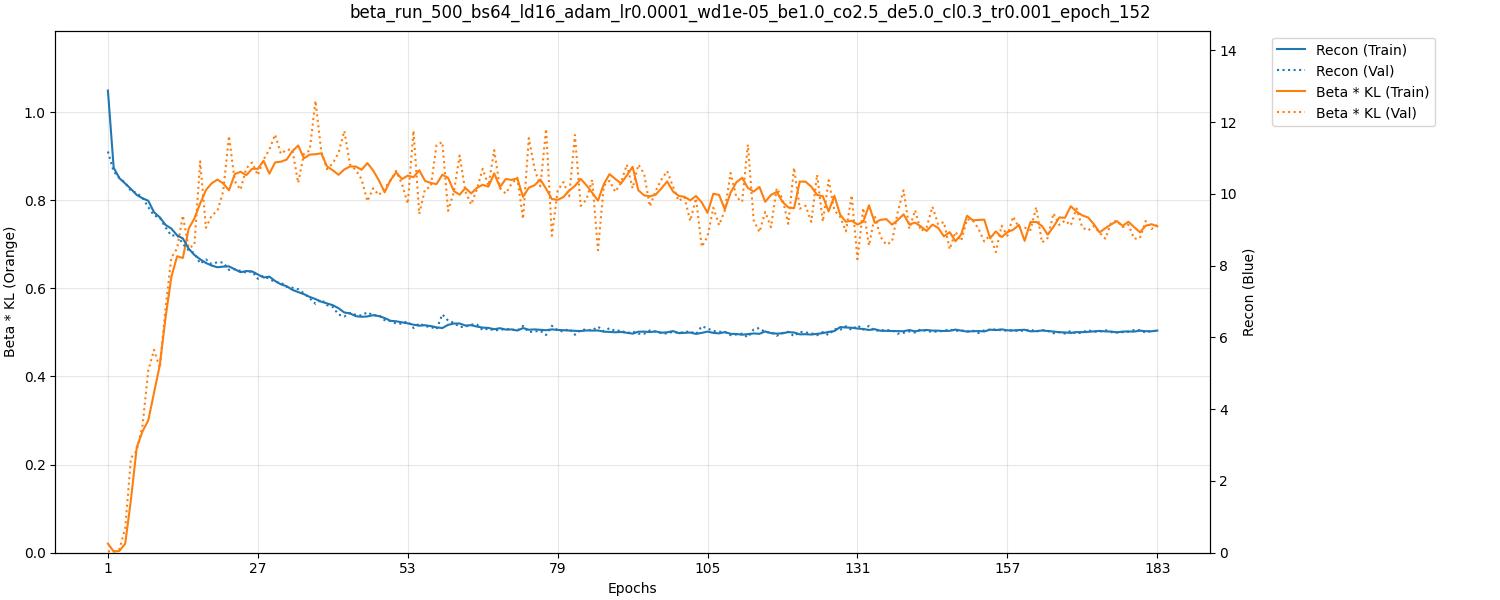 beta_run_500_bs64_ld16_adam_lr0.0001_wd1e-05_be1.0_co2.5_de5.0_cl0.3_tr0.001_epoch_152
Recon (Train)
Recon (Val)
Beta * KL (Train)
Beta * KL (Val)
Beta * KL (Orange)
1.0
0.8
0.6
0.4
0.2
0.0
14
12
10
8
6
4
2
0
Recon (Blue)
1 27 53 79 105 131 157 183
Epochs